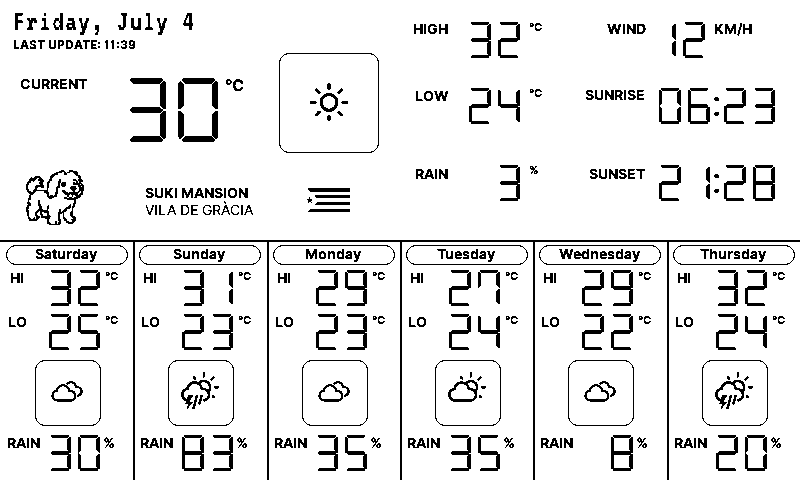 Friday, July 4
LAST UPDATE: 11:39
CURRENT 30 °C
SUKI MANSION
VILA DE GRÀCIA
HIGH 32 °C
LOW 24 °C
RAIN 3 %
WIND 12 KM/H
SUNRISE 06:23
SUNSET 21:28
Saturday
HI 32 °C
LO 25 °C
RAIN 30 %
Sunday
HI 31 °C
LO 23 °C
RAIN 83 %
Monday
HI 29 °C
LO 23 °C
RAIN 35 %
Tuesday
HI 27 °C
LO 24 °C
RAIN 35 %
Wednesday
HI 29 °C
LO 22 °C
RAIN 8 %
Thursday
HI 32 °C
LO 24 °C
RAIN 20 %